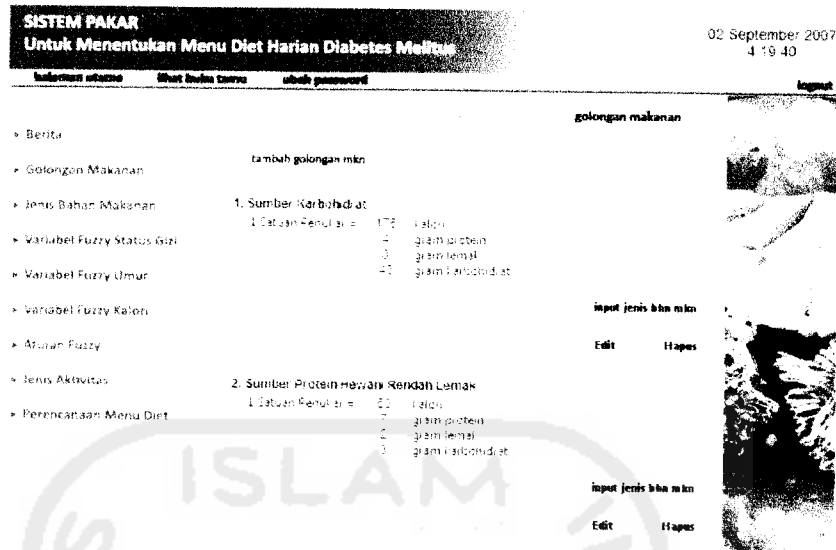 SISTEM PAKAR
Untuk Menentukan Menu Diet Harian Diabetes Melitus
02 September 2007
4:19:40
halaman utama lihat buku tamu ubah password
logout
golongan makanan
Berita
Golongan Makanan
Jenis Bahan Makanan
Variabel Fuzzy Status Gizi
Variabel Fuzzy Umur
Variabel Fuzzy Kalori
Aturan Fuzzy
Jenis Aktivitas
Perencanaan Menu Diet
tambah golongan mkn
1. Sumber Karbohidrat
1 Satuan Penukar = 175 kalori
4 gram protein
gram lemak
gram karbohidrat
input jenis bhn mkn
Edit Hapus
2. Sumber Protein Hewani Rendah Lemak
1 Satuan Penukar = kalori
7 gram protein
2 gram lemak
gram karbohidrat
input jenis bhn mkn
Edit Hapus
ISLAM